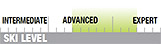 INTERMEDIATE ADVANCED EXPERT
SKI LEVEL